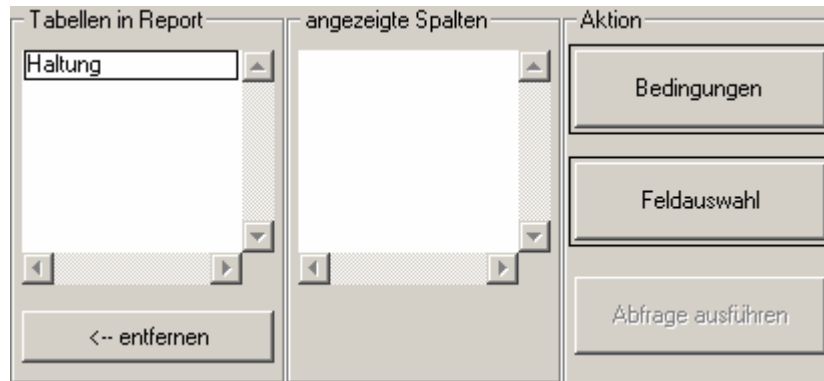 Tabellen in Report
Haltung
<-- entfernen
angezeigte Spalten
Aktion
Bedingungen
Feldauswahl
Abfrage ausführen